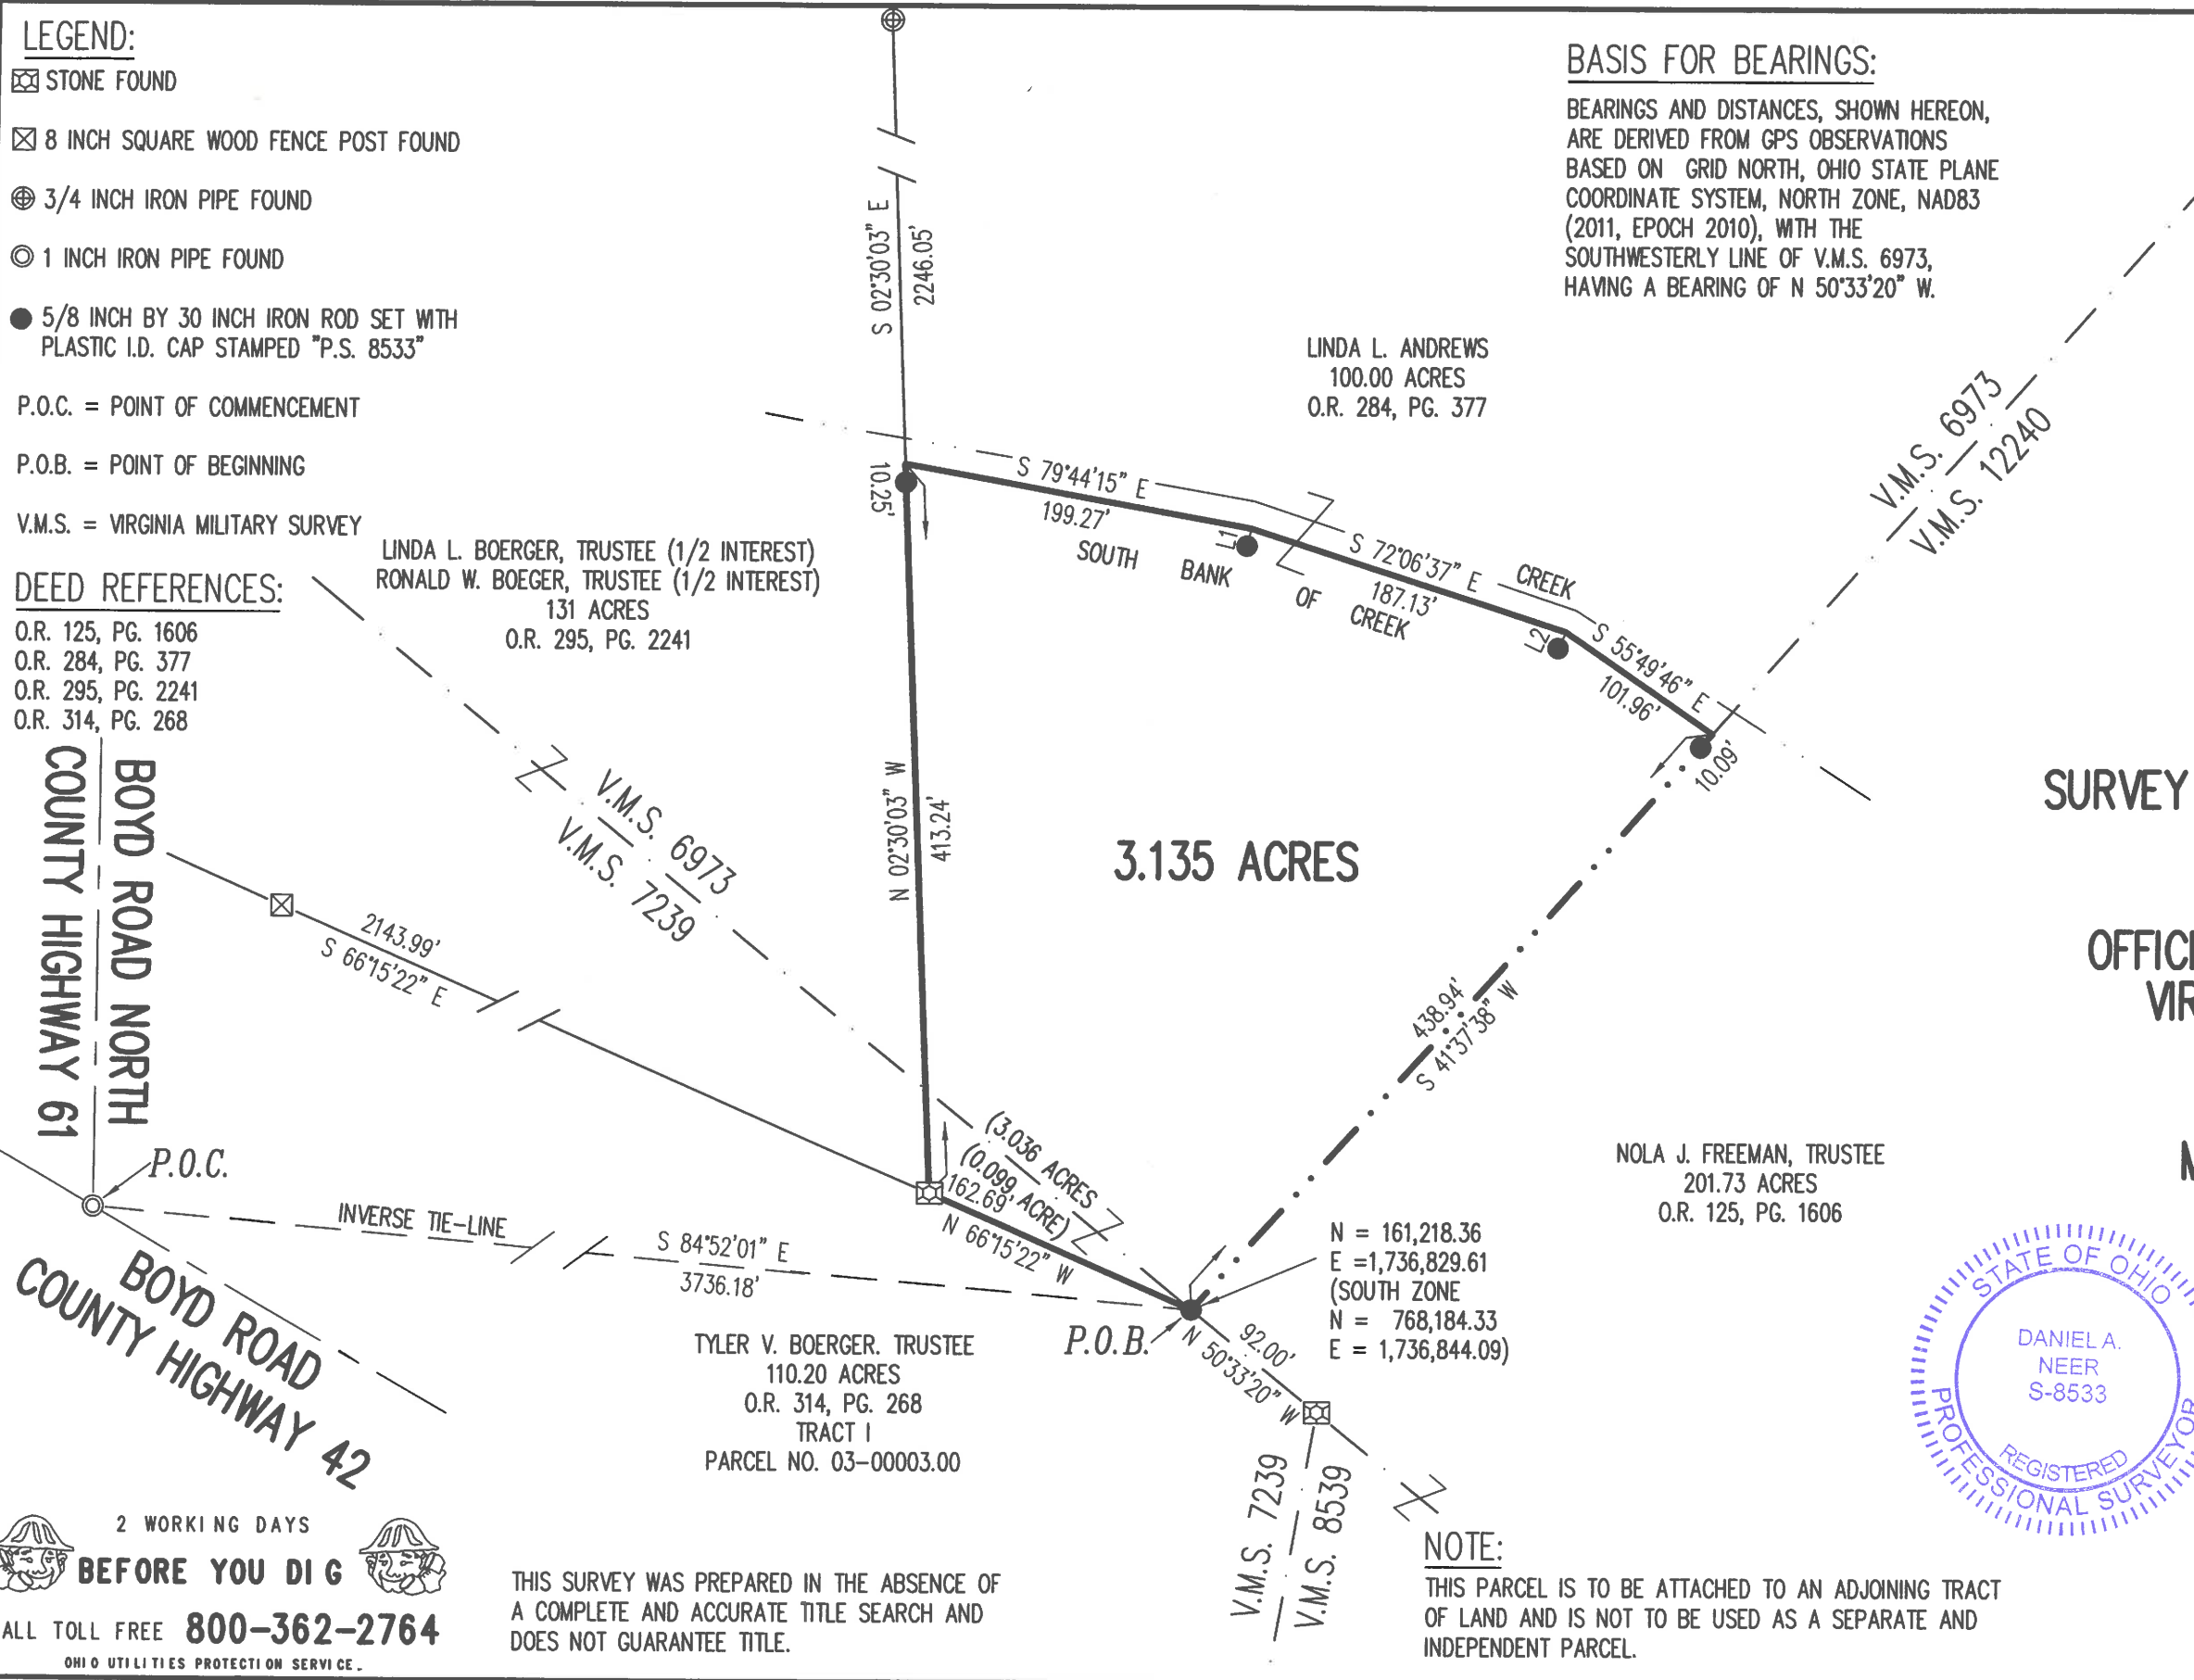 LEGEND:
STONE FOUND
8 INCH SQUARE WOOD FENCE POST FOUND
3/4 INCH IRON PIPE FOUND
1 INCH IRON PIPE FOUND
5/8 INCH BY 30 INCH IRON ROD SET WITH
PLASTIC I.D. CAP STAMPED "P.S. 8533"
P.O.C. = POINT OF COMMENCEMENT
P.O.B. = POINT OF BEGINNING
V.M.S. = VIRGINIA MILITARY SURVEY
DEED REFERENCES:
O.R. 125, PG. 1606
O.R. 284, PG. 377
O.R. 295, PG. 2241
O.R. 314, PG. 268
BASIS FOR BEARINGS:
BEARINGS AND DISTANCES, SHOWN HEREON,
ARE DERIVED FROM GPS OBSERVATIONS
BASED ON GRID NORTH, OHIO STATE PLANE
COORDINATE SYSTEM, NORTH ZONE, NAD83
(2011, EPOCH 2010), WITH THE
SOUTHWESTERLY LINE OF V.M.S. 6973,
HAVING A BEARING OF N 50°33'20" W.
S 02°30'03" E
2246.05'
LINDA L. ANDREWS
100.00 ACRES
O.R. 284, PG. 377
V.M.S. 6973
V.M.S. 12240
10.25'
S 79°44'15" E
199.27'
L1
S 72°06'37" E
187.13'
CREEK
SOUTH BANK OF CREEK
L2
S 55°49'46" E
101.96'
10.09'
LINDA L. BOERGER, TRUSTEE (1/2 INTEREST)
RONALD W. BOEGER, TRUSTEE (1/2 INTEREST)
131 ACRES
O.R. 295, PG. 2241
BOYD ROAD NORTH
COUNTY HIGHWAY 61
V.M.S. 6973
V.M.S. 7239
N 02°30'03" W
413.24'
3.135 ACRES
SURVEY
2143.99'
S 66°15'22" E
438.94'
S 41°37'38" W
P.O.C.
INVERSE TIE-LINE
S 84°52'01" E
3736.18'
(3.036 ACRES
(0.099 ACRE)
162.69'
N 66°15'22" W
NOLA J. FREEMAN, TRUSTEE
201.73 ACRES
O.R. 125, PG. 1606
N = 161,218.36
E =1,736,829.61
(SOUTH ZONE
N = 768,184.33
E = 1,736,844.09)
BOYD ROAD
COUNTY HIGHWAY 42
P.O.B.
92.00'
N 50°33'20" W
TYLER V. BOERGER. TRUSTEE
110.20 ACRES
O.R. 314, PG. 268
TRACT I
PARCEL NO. 03-00003.00
V.M.S. 7239
V.M.S. 8539
STATE OF OHIO
DANIEL A.
NEER
S-8533
REGISTERED
PROFESSIONAL SURVEYOR
2 WORKING DAYS
BEFORE YOU DIG
ALL TOLL FREE 800-362-2764
OHIO UTILITIES PROTECTION SERVICE.
THIS SURVEY WAS PREPARED IN THE ABSENCE OF
A COMPLETE AND ACCURATE TITLE SEARCH AND
DOES NOT GUARANTEE TITLE.
NOTE:
THIS PARCEL IS TO BE ATTACHED TO AN ADJOINING TRACT
OF LAND AND IS NOT TO BE USED AS A SEPARATE AND
INDEPENDENT PARCEL.